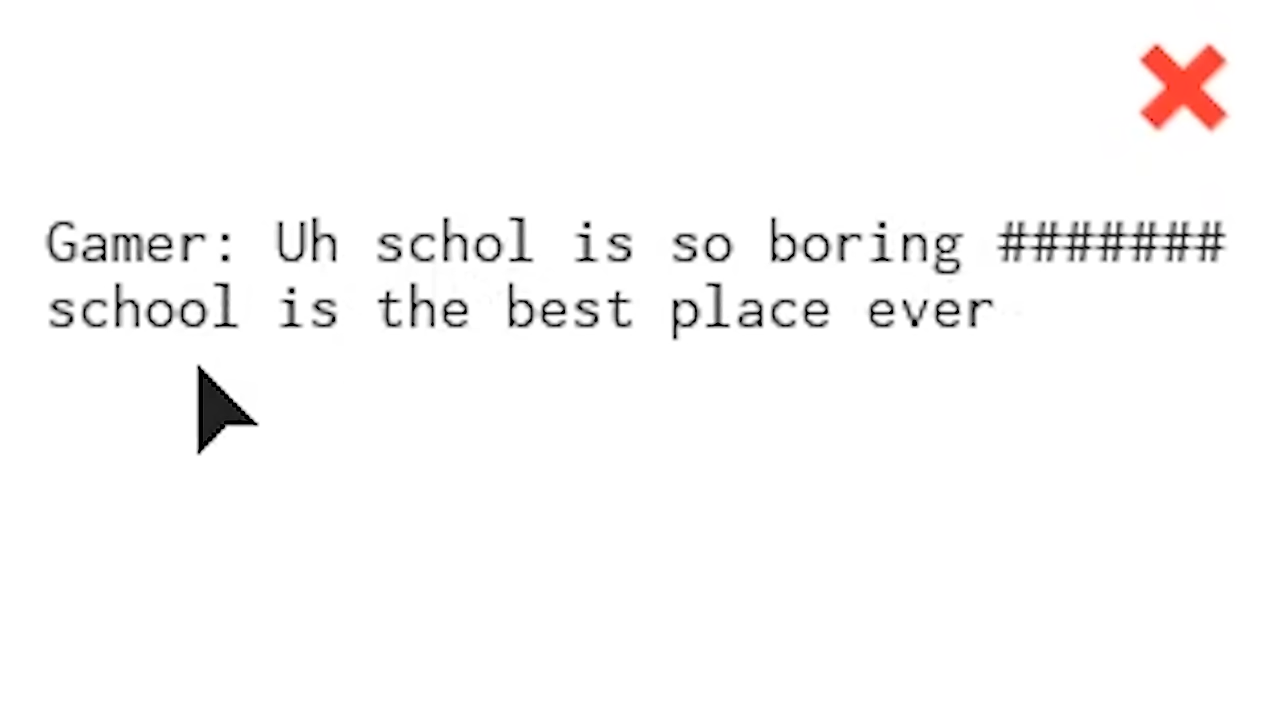 Gamer: Uh schol is so boring #######
school is the best place ever